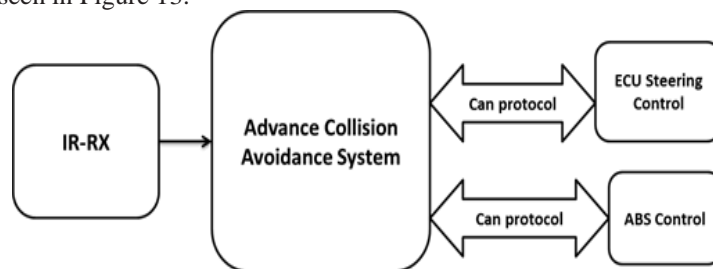 seen in Figure 13.
IR-RX
Advance Collision
Avoidance System
Can protocol
ECU Steering
Control
Can protocol
ABS Control